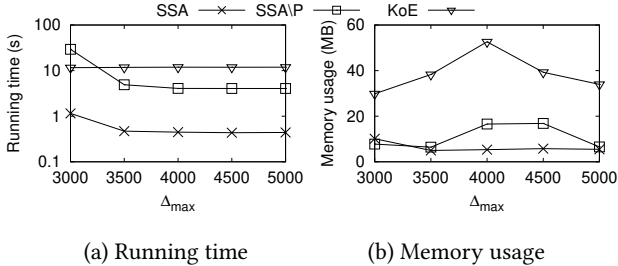 SSA SSA\P KoE
Running time (s)
100
10
1
0.1
3000 3500 4000 4500 5000
Δmax
Memory usage (MB)
60
40
20
0
3000 3500 4000 4500 5000
Δmax
(a) Running time
(b) Memory usage